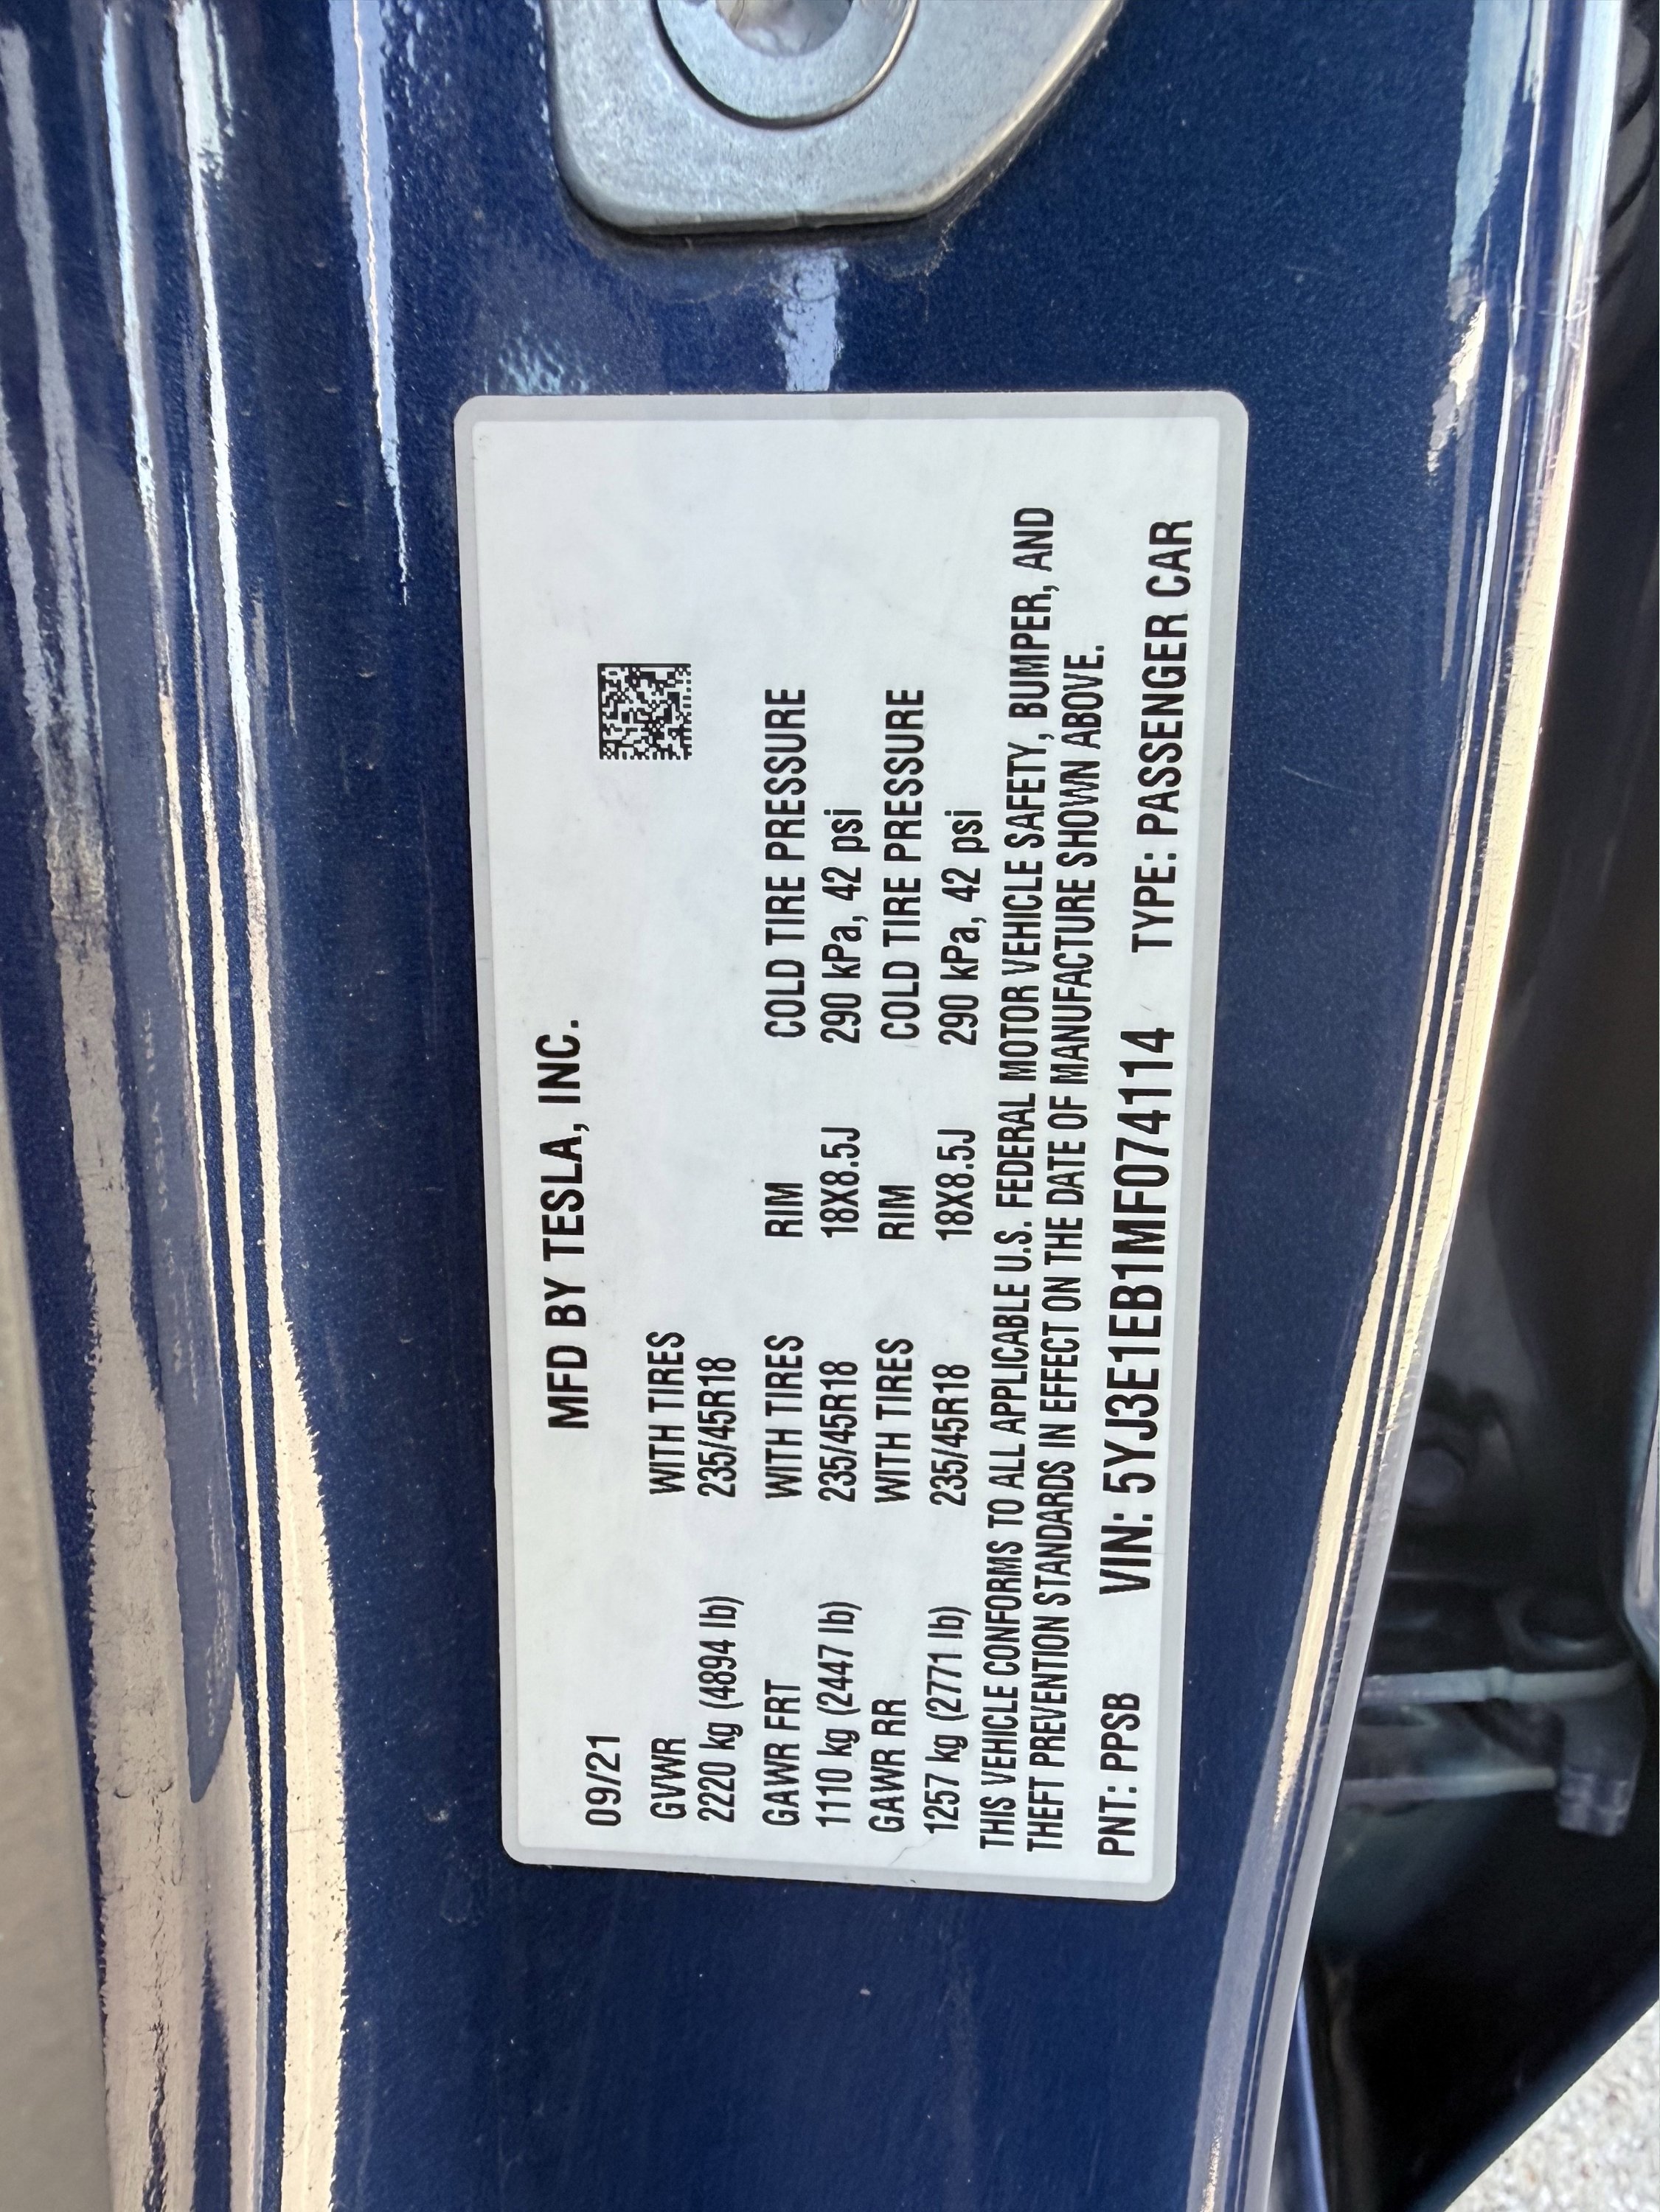 MFD BY TESLA, INC.
09/21
GVWR WITH TIRES
2220 kg (4894 lb) 235/45R18
GAWR FRT WITH TIRES RIM COLD TIRE PRESSURE
1110 kg (2447 lb) 235/45R18 18X8.5J 290 kPa, 42 psi
GAWR RR WITH TIRES RIM COLD TIRE PRESSURE
1257 kg (2771 lb) 235/45R18 18X8.5J 290 kPa, 42 psi
THIS VEHICLE CONFORMS TO ALL APPLICABLE U.S. FEDERAL MOTOR VEHICLE SAFETY, BUMPER, AND
THEFT PREVENTION STANDARDS IN EFFECT ON THE DATE OF MANUFACTURE SHOWN ABOVE.
PNT: PPSB VIN: 5YJ3E1EB1MF074114 TYPE: PASSENGER CAR